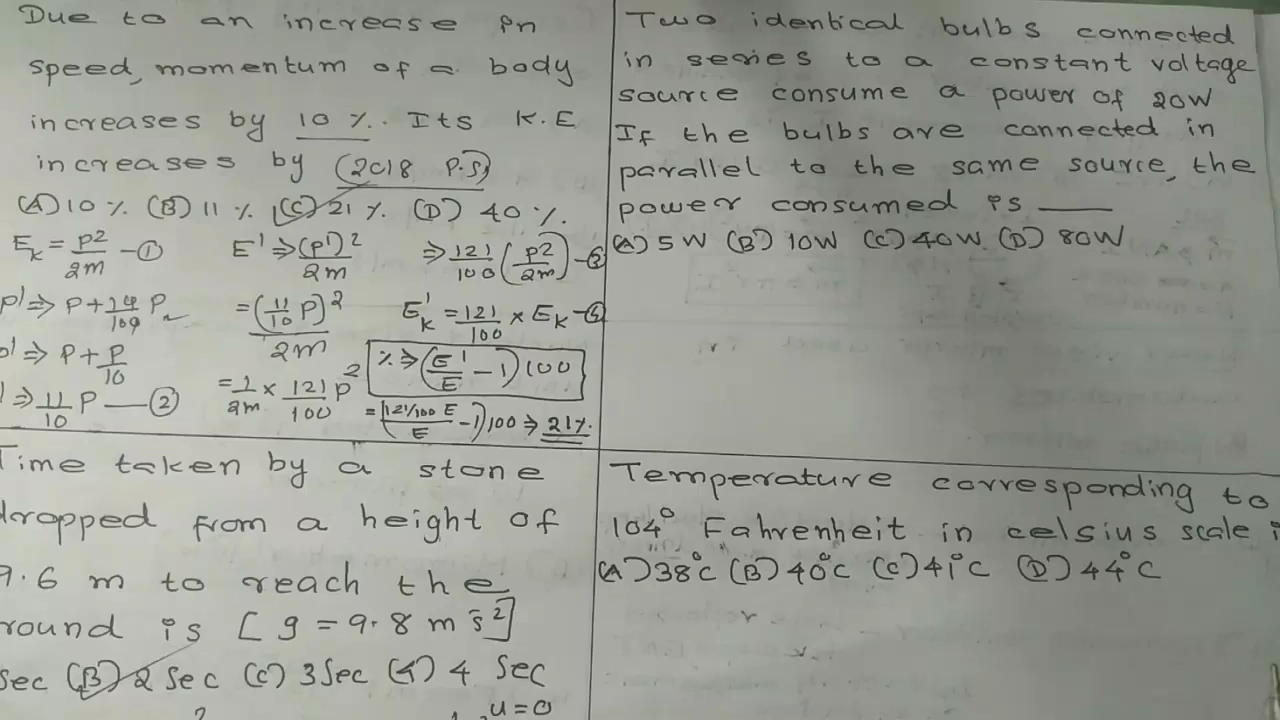 Due to an increase in
speed, momentum of a body
increases by 10 %. Its K.E
increases by (2018 P.S)
(A) 10 % (B) 11 % (C) 21 % (D) 40 %.
E_K = P²/2m - ① E' ⇒ (P')²/2m ⇒ 121/100 (P²/2m) - ③
P' ⇒ P + 10/100 P = (11/10 P)²/2m E'_K = 121/100 × E_K - ④
P' ⇒ P + P/10 % ⇒ (E'/E - 1) 100
⇒ 11/10 P — ② = 1/2m × 121/100 P² = (121/100 E/E - 1) 100 ⇒ 21%.
Two identical bulbs connected
in series to a constant voltage
source consume a power of 20W
If the bulbs are connected in
parallel to the same source, the
power consumed is ____
(A) 5W (B) 10W (C) 40W (D) 80W
Time taken by a stone
dropped from a height of
9.6 m to reach the
round is [g = 9.8 m s̄²]
sec (B) 2 Sec (C) 3 Sec (d) 4 Sec
u = 0
Temperature corresponding to
104° Fahrenheit in celsius scale i
(A) 38°C (B) 40°C (C) 41°C (D) 44°C